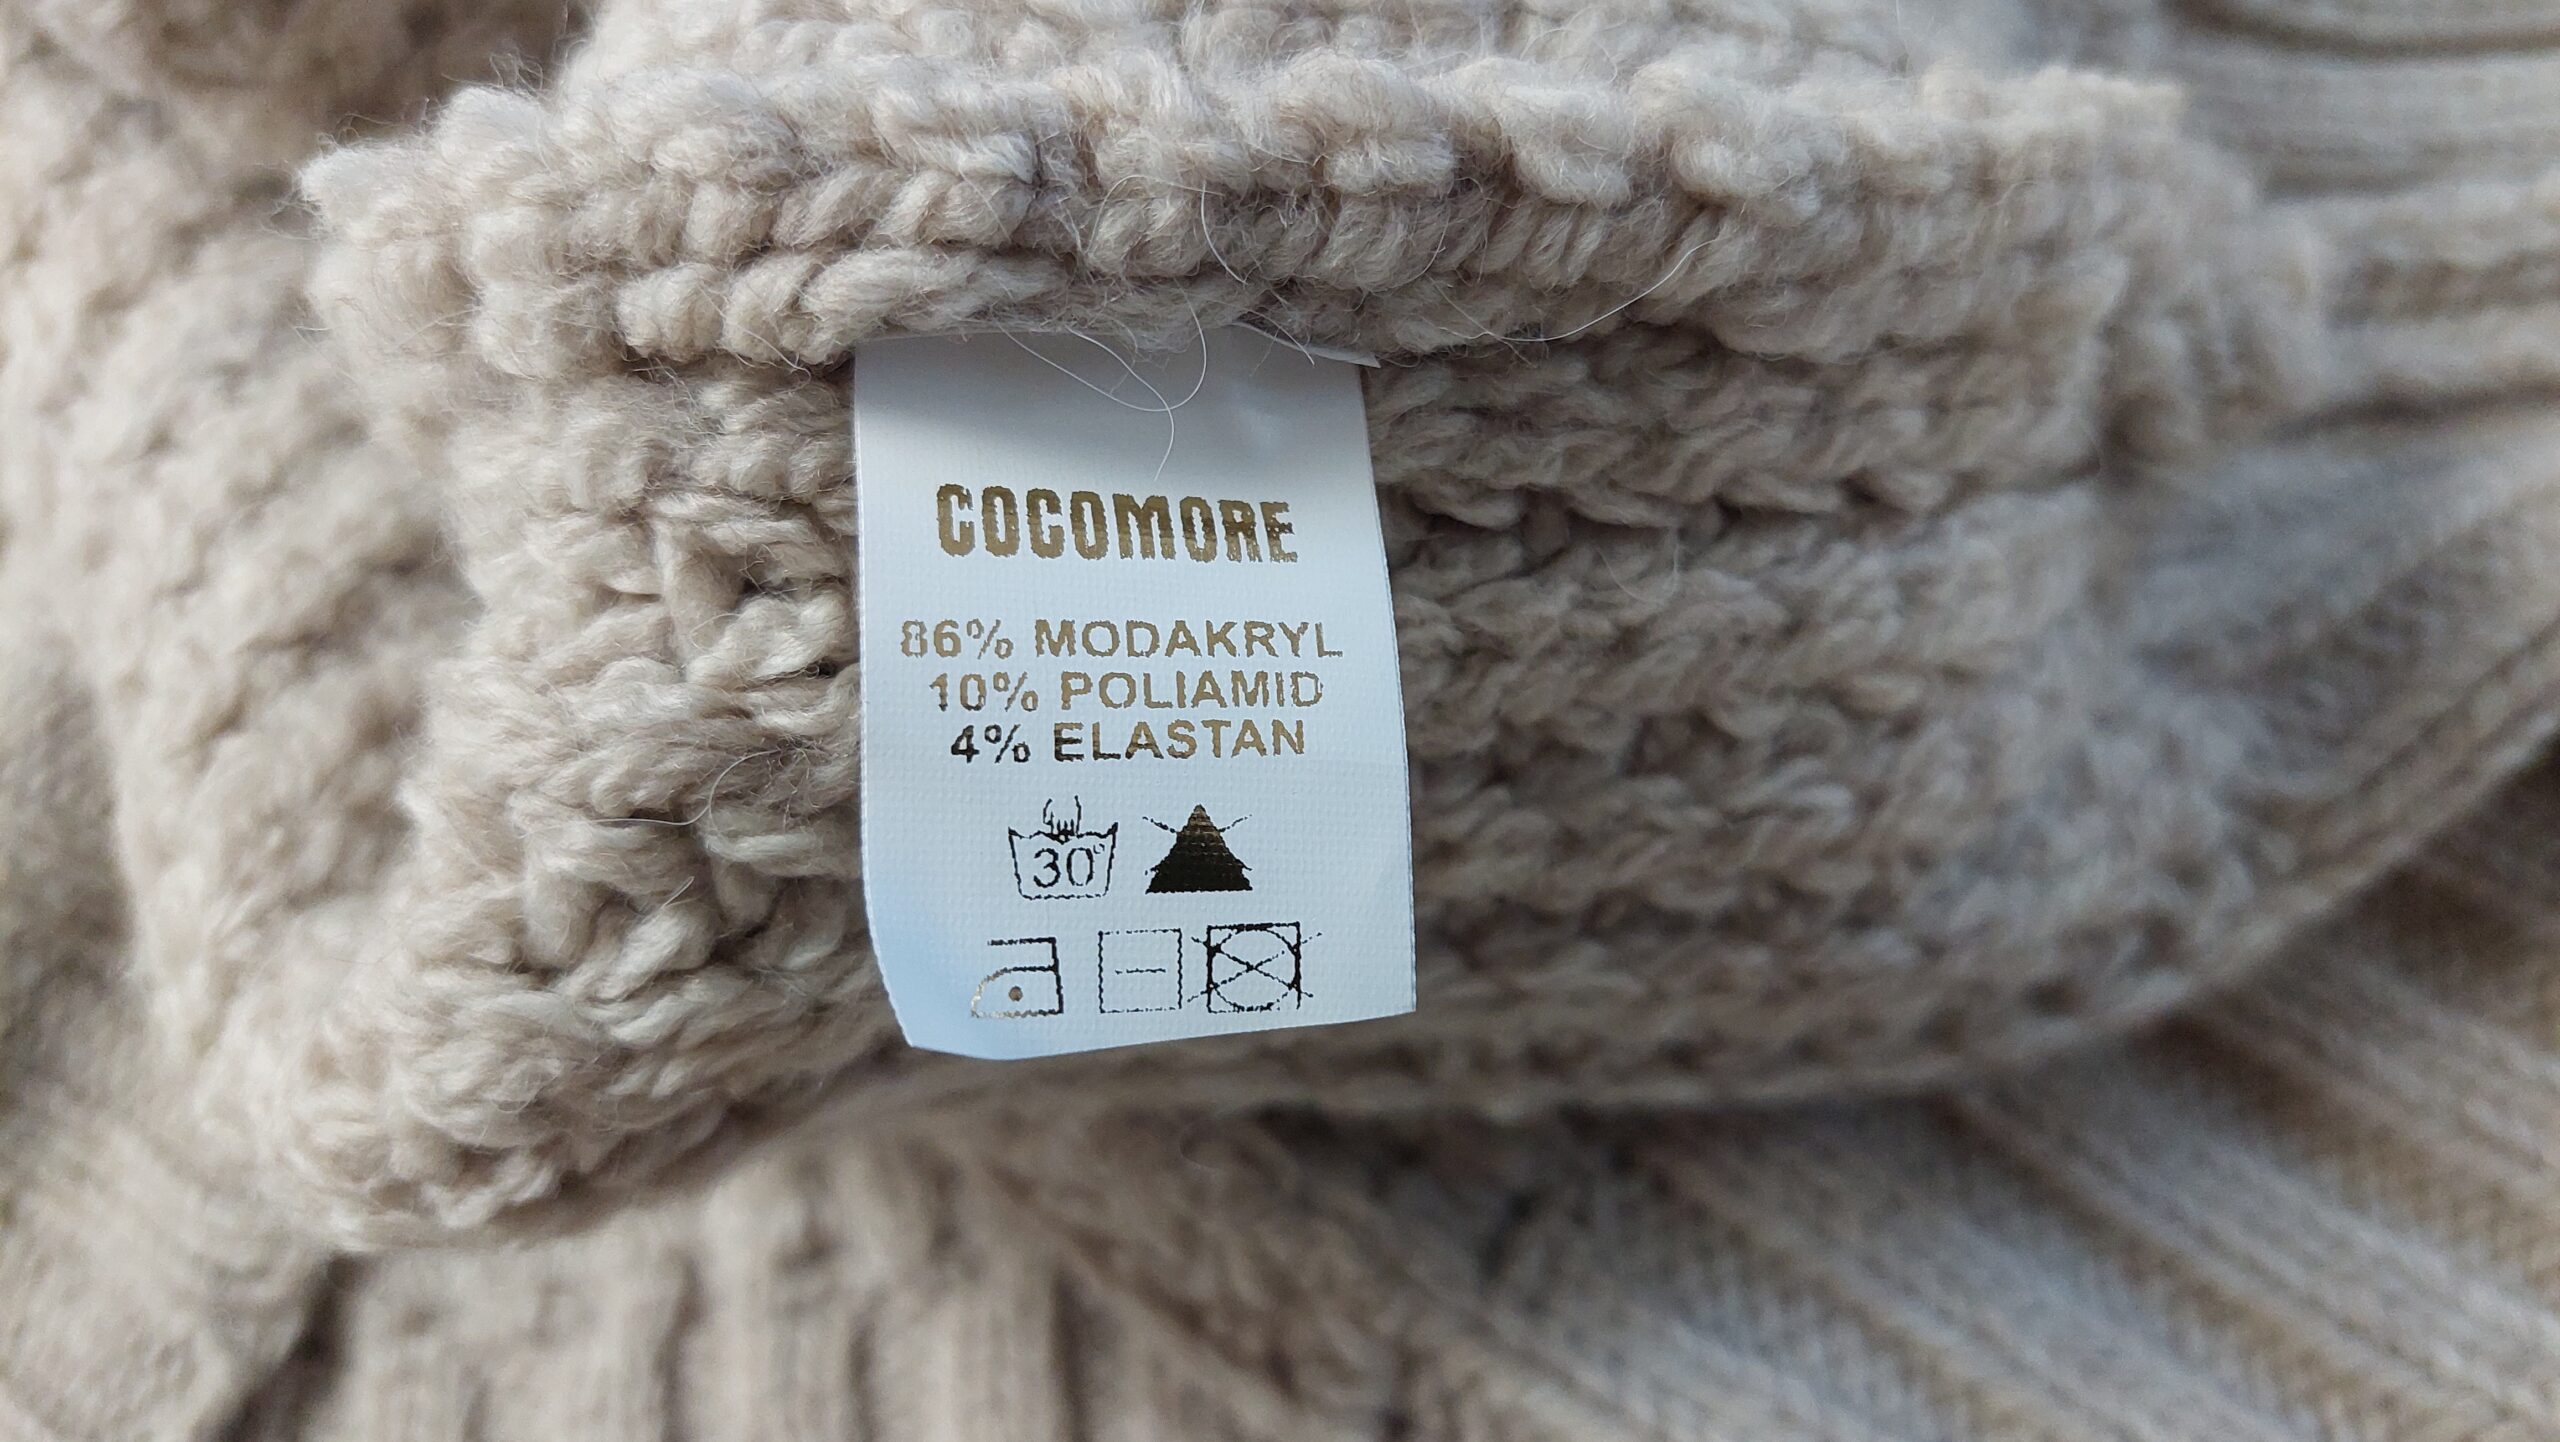 COCOMORE
86% MODAKRYL
10% POLIAMID
4% ELASTAN
30°